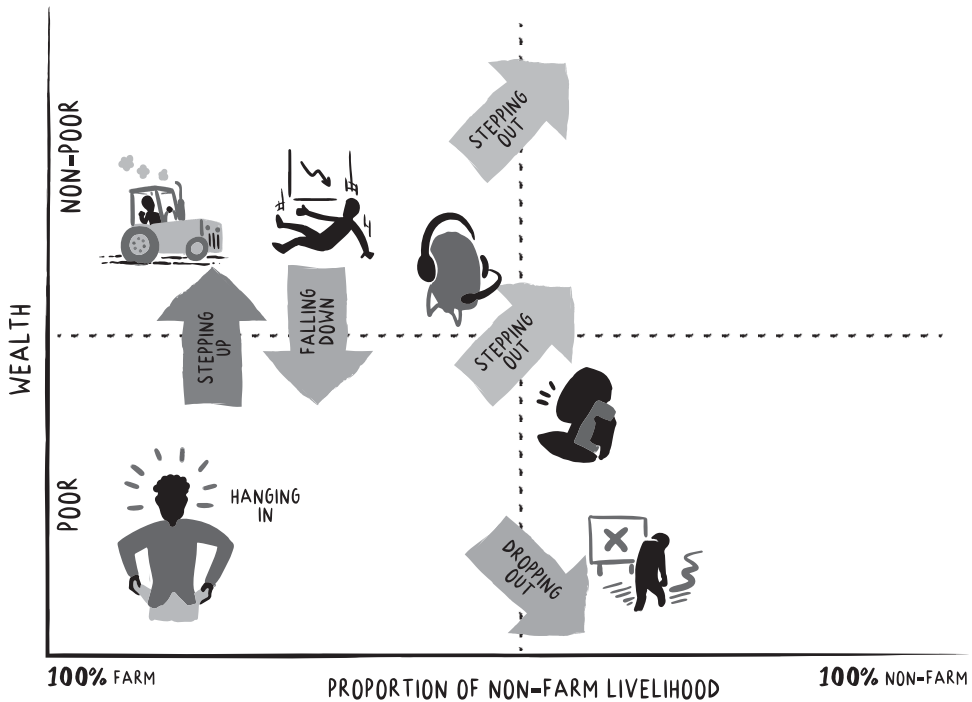 WEALTH
NON-POOR
POOR
STEPPING
OUT
STEPPING
UP
FALLING
DOWN
STEPPING
OUT
HANGING
IN
DROPPING
OUT
100% FARM
PROPORTION OF NON-FARM LIVELIHOOD
100% NON-FARM